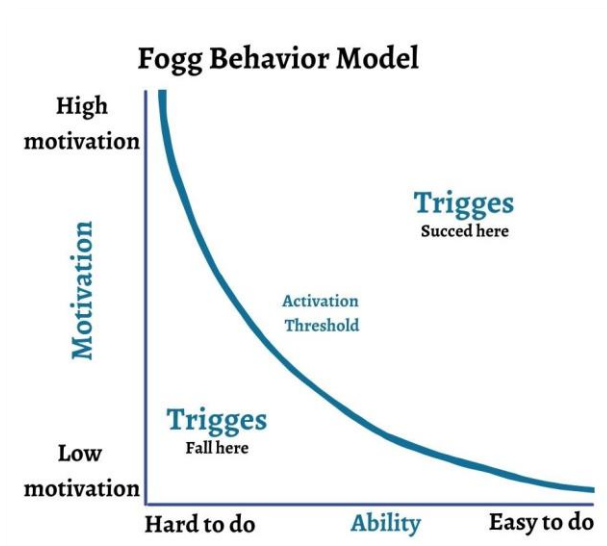 Fogg Behavior Model
High
motivation
Motivation
Trigges
Succed here
Activation
Threshold
Trigges
Fall here
Low
motivation
Hard to do
Ability
Easy to do